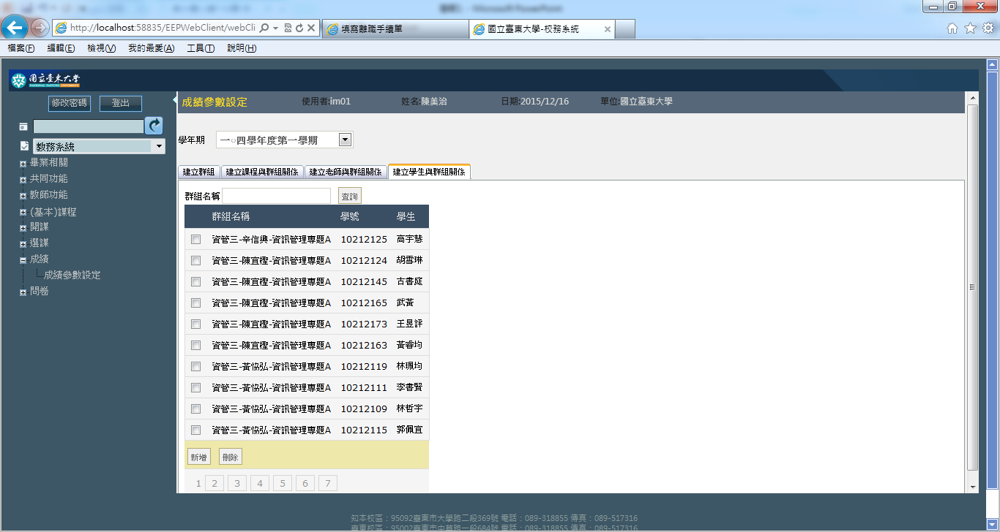 http://localhost:58835/EEPWebClient/webCli
填寫離職手續單
國立臺東大學-校務系統
檔案(F) 編輯(E) 檢視(V) 我的最愛(A) 工具(T) 說明(H)
國立臺東大學
NATIONAL TAITUNG UNIVERSITY
修改密碼 登出
成績參數設定 使用者:im01 姓名:陳美治 日期:2015/12/16 單位:國立臺東大學
教務系統
畢業相關
共同功能
教師功能
(基本)課程
開課
選課
成績
成績參數設定
問卷
學年期 一○四學年度第一學期
建立群組 建立課程與群組關係 建立老師與群組關係 建立學生與群組關係
群組名稱 查詢
群組名稱 學號 學生
資管三-辛信興-資訊管理專題A 10212125 高宇慧
資管三-陳宜檉-資訊管理專題A 10212124 胡雪琳
資管三-陳宜檉-資訊管理專題A 10212145 古書庭
資管三-陳宜檉-資訊管理專題A 10212165 武黃
資管三-陳宜檉-資訊管理專題A 10212173 王昱評
資管三-陳宜檉-資訊管理專題A 10212163 黃睿均
資管三-黃恊弘-資訊管理專題A 10212119 林珮均
資管三-黃恊弘-資訊管理專題A 10212111 李書賢
資管三-黃恊弘-資訊管理專題A 10212109 林哲宇
資管三-黃恊弘-資訊管理專題A 10212115 郭佩宜
新增 刪除
1 2 3 4 5 6 7
知本校區：95092臺東市大學路二段369號 電話：089-318855 傳真：089-517316
臺東校區：95002臺東市中華路一段684號 電話：089-318855 傳真：089-517316